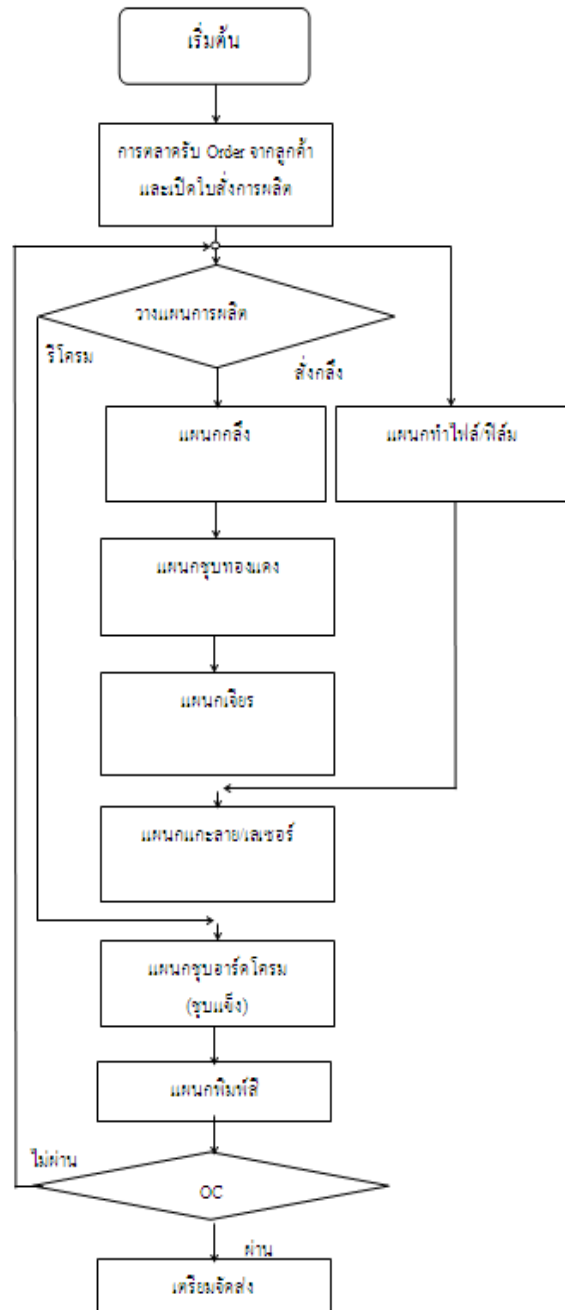 เริ่มต้น
การตลาดรับ Order จากลูกค้า
และเปิดใบสั่งการผลิต
วางแผนการผลิต
รีโครม
สั่งกลึง
แผนกกลึง
แผนกทำไฟล์/ฟิล์ม
แผนกชุบทองแดง
แผนกเจียร
แผนกแกะลาย/เลเซอร์
แผนกชุบอาร์ดโครม
(ชุบแข็ง)
แผนกพิมพ์สี
ไม่ผ่าน
OC
ผ่าน
เตรียมจัดส่ง